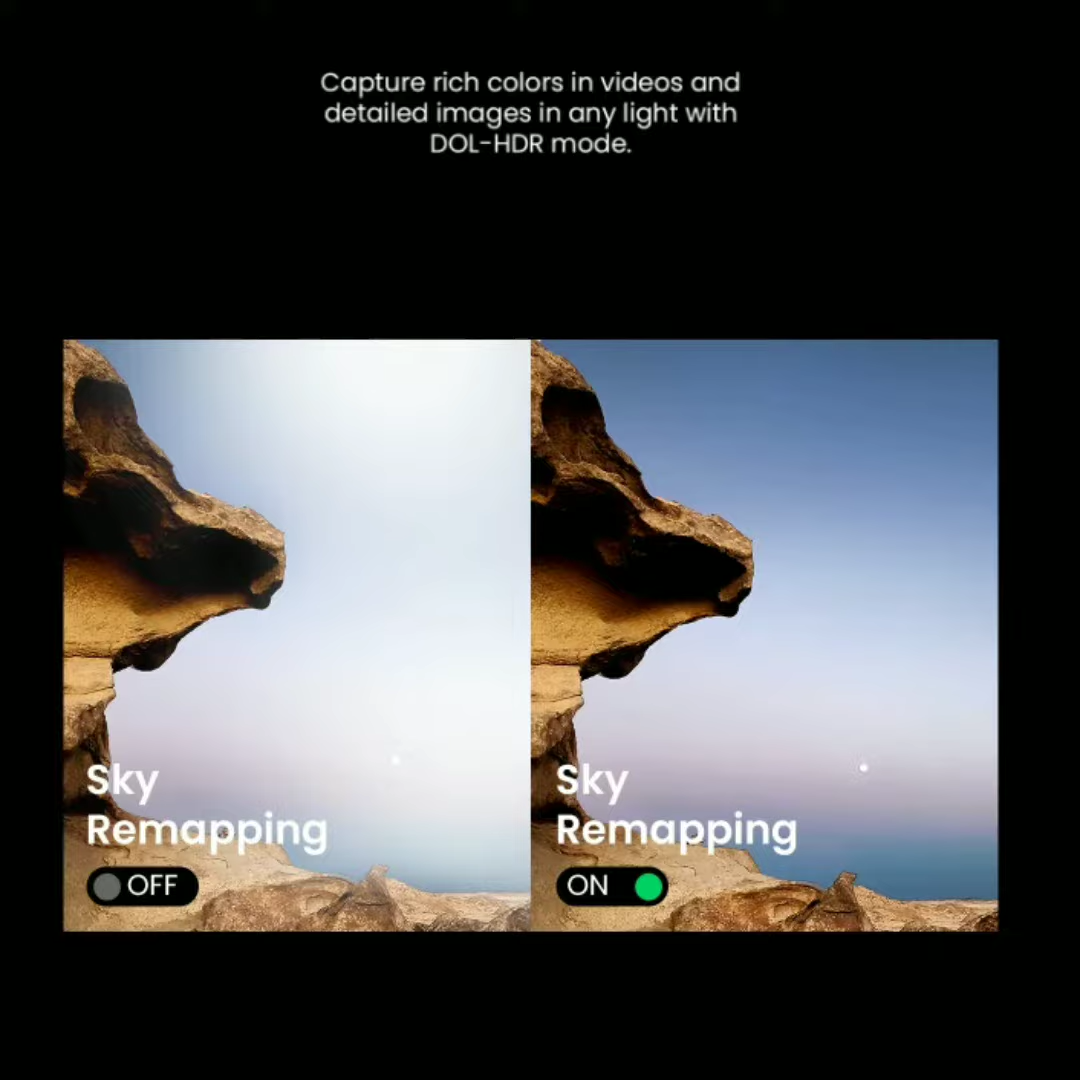 Capture rich colors in videos and
detailed images in any light with
DOL-HDR mode.
Sky
Remapping
OFF
Sky
Remapping
ON